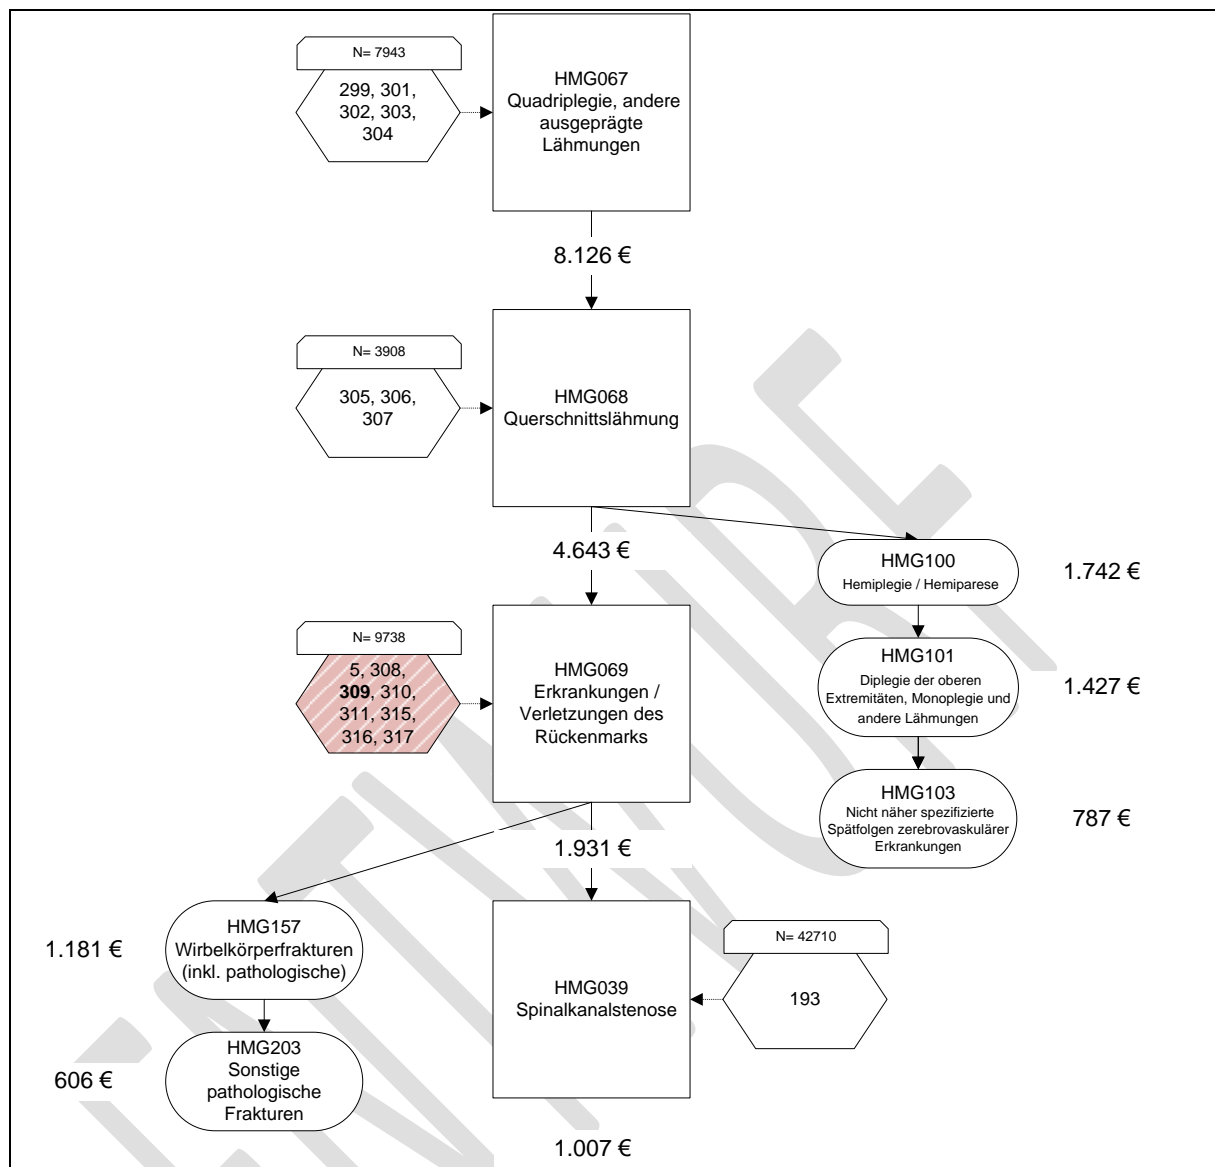 N= 7943
299, 301,
302, 303,
304
HMG067
Quadriplegie, andere
ausgeprägte
Lähmungen
8.126 €
N= 3908
305, 306,
307
HMG068
Querschnittslähmung
4.643 €
HMG100
Hemiplegie / Hemiparese
1.742 €
HMG101
Diplegie der oberen
Extremitäten, Monoplegie und
andere Lähmungen
1.427 €
HMG103
Nicht näher spezifizierte
Spätfolgen zerebrovaskulärer
Erkrankungen
787 €
N= 9738
5, 308,
309, 310,
311, 315,
316, 317
HMG069
Erkrankungen /
Verletzungen des
Rückenmarks
1.931 €
HMG157
Wirbelkörperfrakturen
(inkl. pathologische)
1.181 €
HMG203
Sonstige
pathologische
Frakturen
606 €
HMG039
Spinalkanalstenose
N= 42710
193
1.007 €
ENTWURF